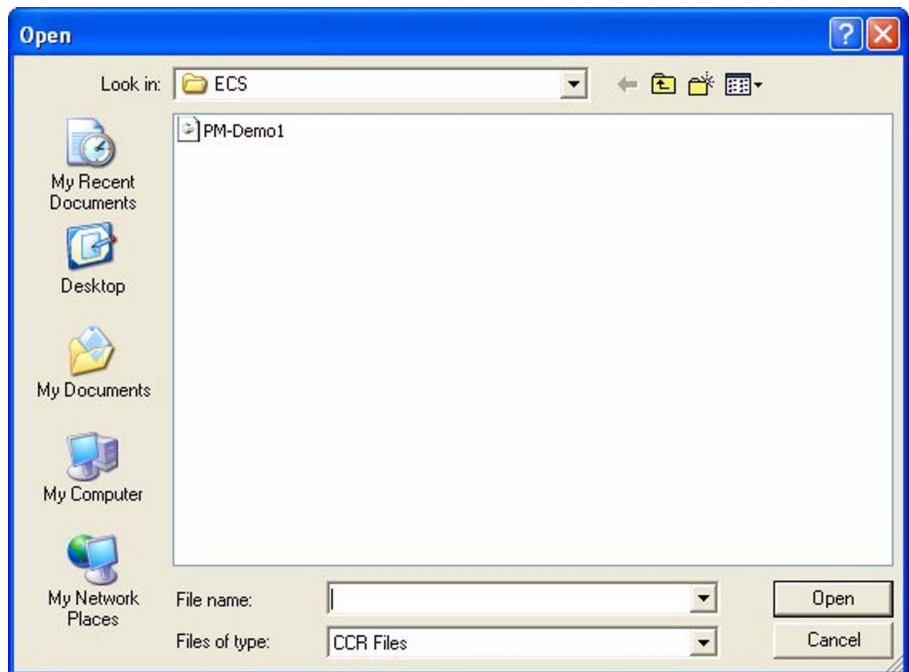 Open
Look in: ECS
PM-Demo1
My Recent
Documents
Desktop
My Documents
My Computer
My Network
Places
File name:
Open
Files of type: CCR Files
Cancel